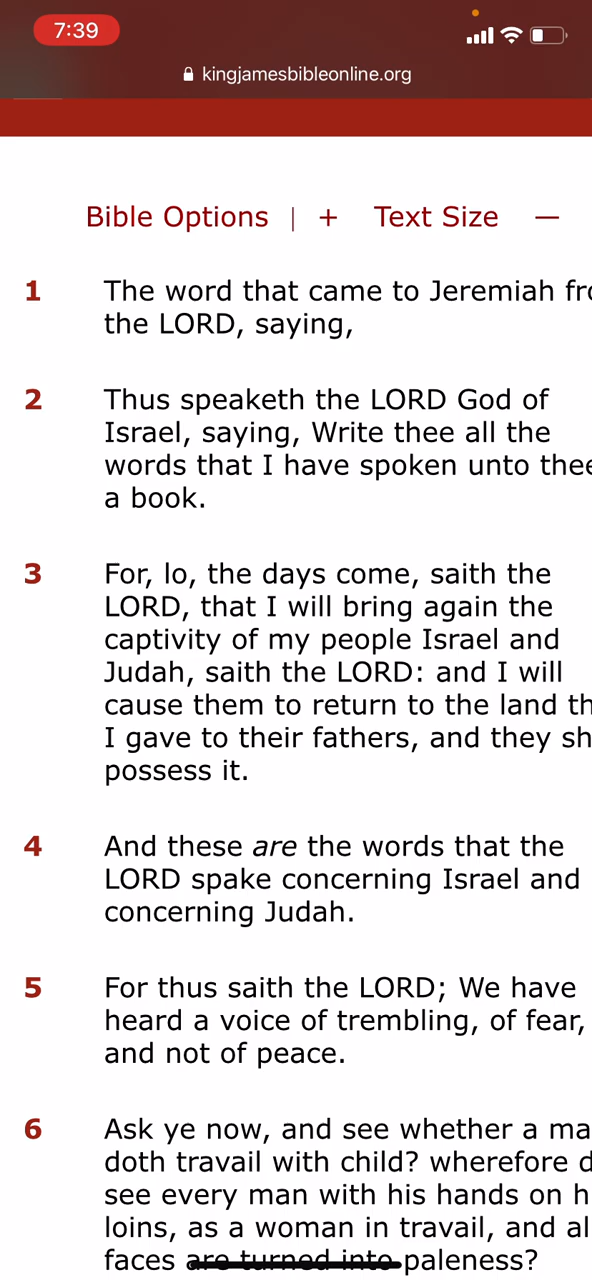 7:39
kingjamesbibleonline.org
Bible Options | + Text Size —
1 The word that came to Jeremiah fro
the LORD, saying,
2 Thus speaketh the LORD God of
Israel, saying, Write thee all the
words that I have spoken unto thee
a book.
3 For, lo, the days come, saith the
LORD, that I will bring again the
captivity of my people Israel and
Judah, saith the LORD: and I will
cause them to return to the land th
I gave to their fathers, and they sh
possess it.
4 And these are the words that the
LORD spake concerning Israel and
concerning Judah.
5 For thus saith the LORD; We have
heard a voice of trembling, of fear,
and not of peace.
6 Ask ye now, and see whether a ma
doth travail with child? wherefore d
see every man with his hands on h
loins, as a woman in travail, and al
faces are turned into paleness?